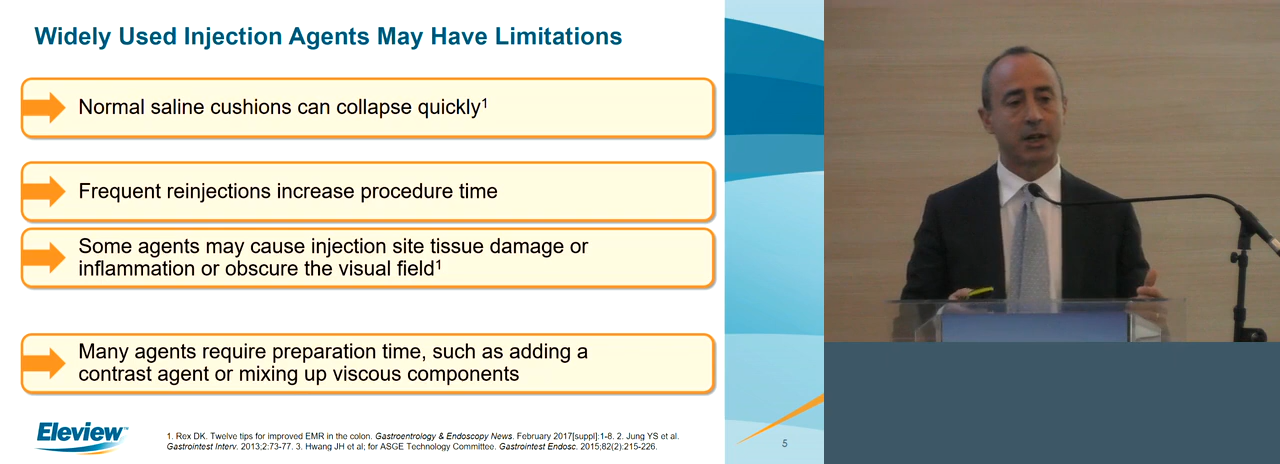 Widely Used Injection Agents May Have Limitations
Normal saline cushions can collapse quickly¹
Frequent reinjections increase procedure time
Some agents may cause injection site tissue damage or
inflammation or obscure the visual field¹
Many agents require preparation time, such as adding a
contrast agent or mixing up viscous components
Eleview™
1. Rex DK. Twelve tips for improved EMR in the colon. Gastroentrology & Endoscopy News. February 2017[suppl]:1-8. 2. Jung YS et al.
Gastrointest Interv. 2013;2:73-77. 3. Hwang JH et al; for ASGE Technology Committee. Gastrointest Endosc. 2015;82(2):215-226.
5